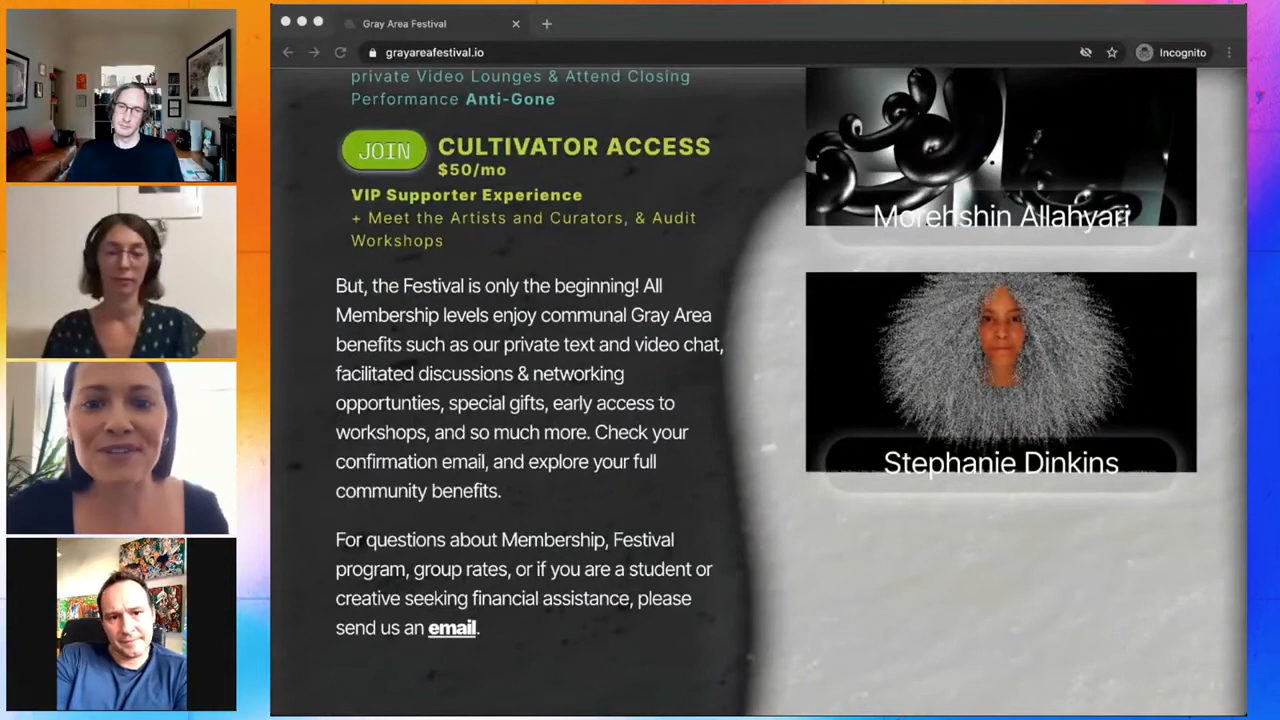 Gray Area Festival
grayareafestival.io
Incognito
private Video Lounges & Attend Closing
Performance Anti-Gone
JOIN
CULTIVATOR ACCESS
$50/mo
VIP Supporter Experience
+ Meet the Artists and Curators, & Audit
Workshops
But, the Festival is only the beginning! All
Membership levels enjoy communal Gray Area
benefits such as our private text and video chat,
facilitated discussions & networking
opportunties, special gifts, early access to
workshops, and so much more. Check your
confirmation email, and explore your full
community benefits.
For questions about Membership, Festival
program, group rates, or if you are a student or
creative seeking financial assistance, please
send us an email.
Morehshin Allahyari
Stephanie Dinkins